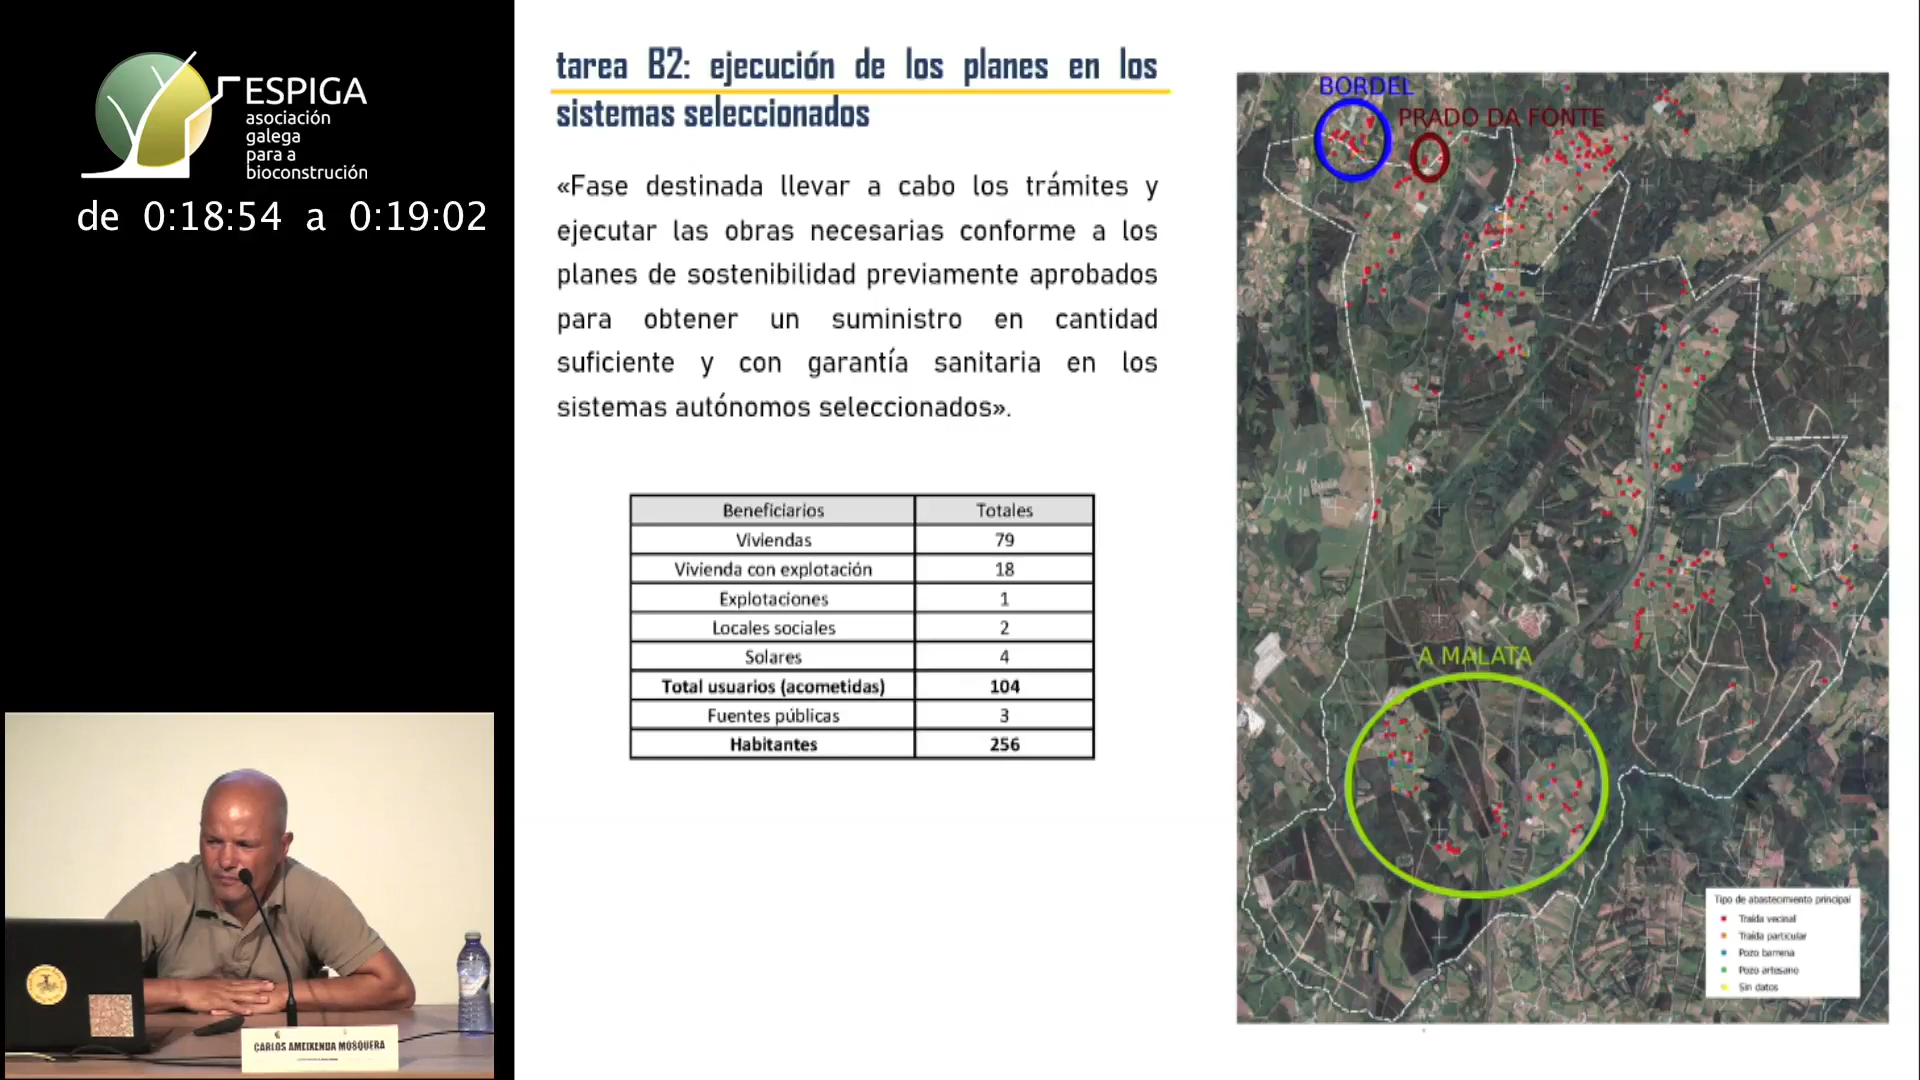 ESPIGA
asociación
galega
para a
bioconstrución
de 0:18:54 a 0:19:02
tarea B2: ejecución de los planes en los
sistemas seleccionados
«Fase destinada llevar a cabo los trámites y
ejecutar las obras necesarias conforme a los
planes de sostenibilidad previamente aprobados
para obtener un suministro en cantidad
suficiente y con garantía sanitaria en los
sistemas autónomos seleccionados».
Beneficiarios Totales
Viviendas 79
Vivienda con explotación 18
Explotaciones 1
Locales sociales 2
Solares 4
Total usuarios (acometidas) 104
Fuentes públicas 3
Habitantes 256
BORDEL
PRADO DA FONTE
A MALATA
Tipo de abastecimiento principal
Traída vecinal
Traída particular
Pozo barrena
Pozo artesano
Sin datos
CARLOS AMEIXENDA MOSQUERA